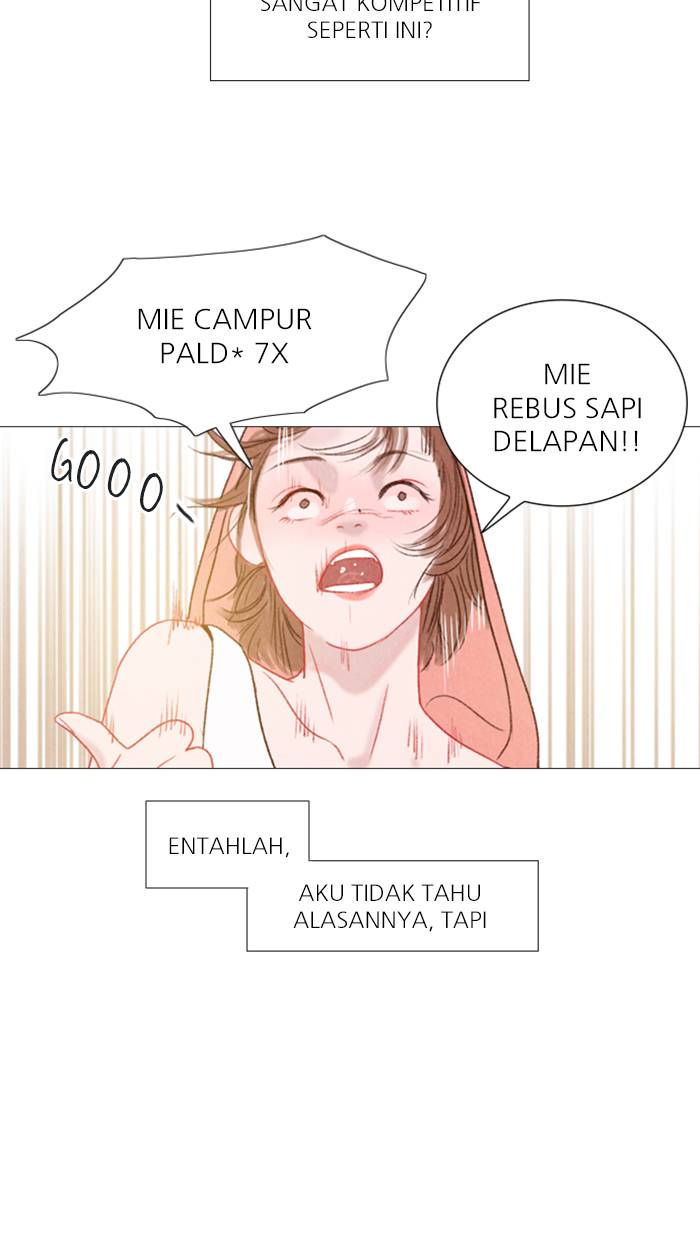 SANGAT KOMPETITIF
SEPERTI INI?
MIE CAMPUR
PALD* 7X
MIE
REBUS SAPI
DELAPAN!!
GOOO
ENTAHLAH,
AKU TIDAK TAHU
ALASANNYA, TAPI